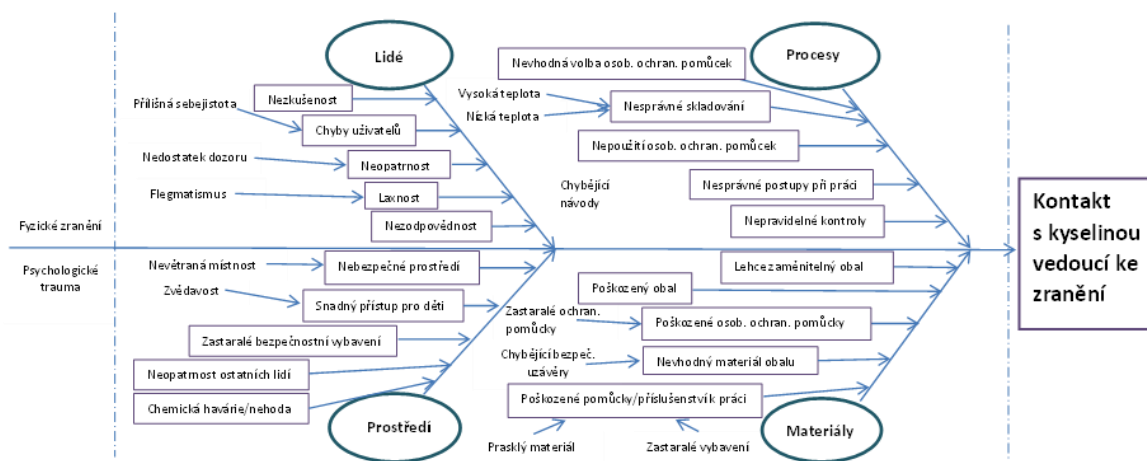 Lidé
Procesy
Nevhodná volba osob. ochran. pomůcek
Nezkušenost
Vysoká teplota
Nízká teplota
Nesprávné skladování
Přílišná sebejistota
Chyby uživatelů
Nepoužití osob. ochran. pomůcek
Nedostatek dozoru
Neopatrnost
Flegmatismus
Laxnost
Chybějící
návody
Nesprávné postupy při práci
Nezodpovědnost
Nepravidelné kontroly
Fyzické zranění
Kontakt
s kyselinou
vedoucí ke
zranění
Psychologické
trauma
Nevětraná místnost
Nebezpečné prostředí
Lehce zaměnitelný obal
Zvědavost
Snadný přístup pro děti
Poškozený obal
Zastaralé ochran.
pomůcky
Poškozené osob. ochran. pomůcky
Zastaralé bezpečnostní vybavení
Chybějící bezpeč.
uzávěry
Nevhodný materiál obalu
Neopatrnost ostatních lidí
Poškozené pomůcky/příslušenství k práci
Chemická havárie/nehoda
Prostředí
Materiály
Prasklý materiál
Zastaralé vybavení